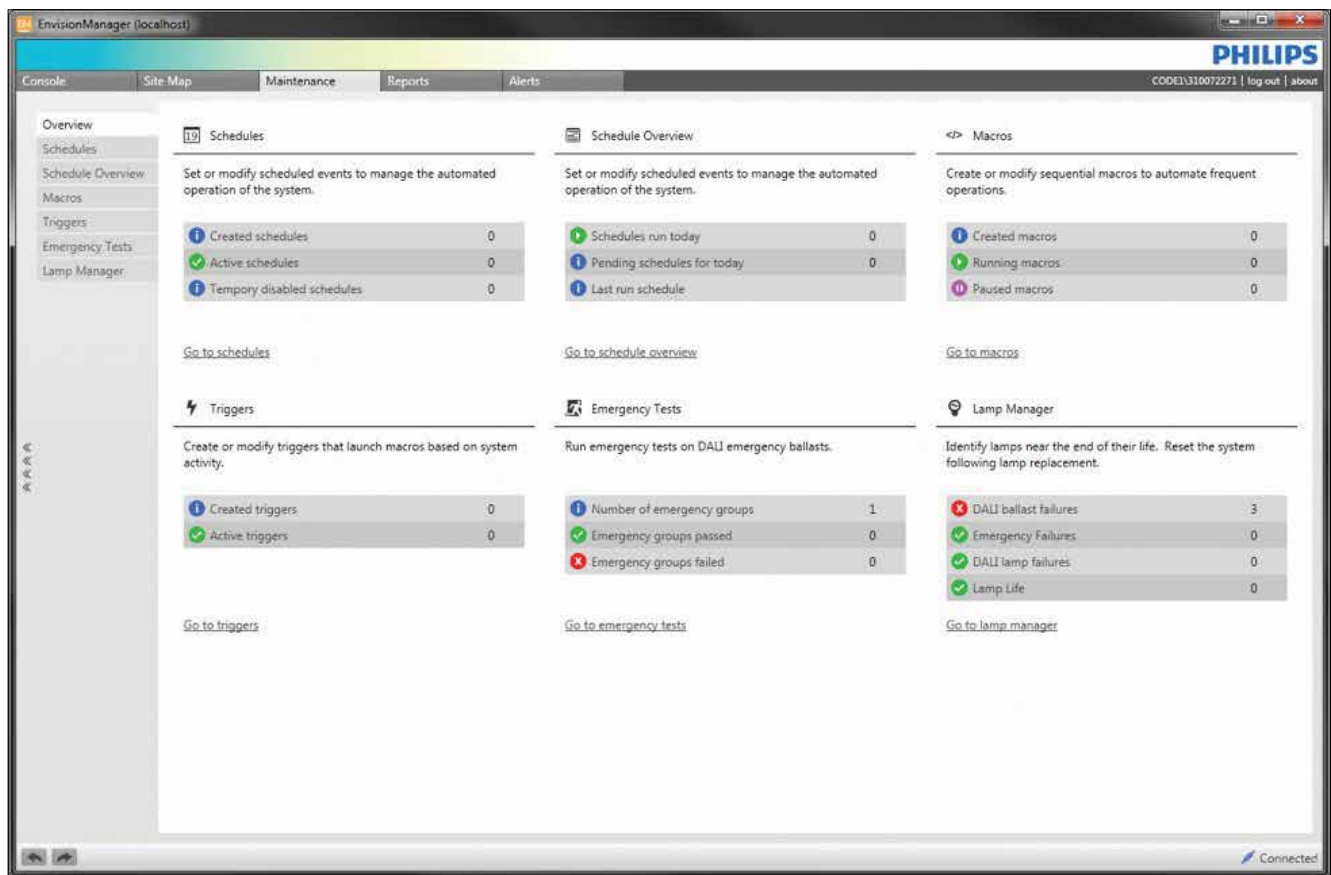 EM EnvisionManager (localhost)
PHILIPS
Console Site Map Maintenance Reports Alerts CODE1\310072271 | log out | about
Overview
Schedules
Schedule Overview
Macros
Triggers
Emergency Tests
Lamp Manager
19 Schedules
Set or modify scheduled events to manage the automated
operation of the system.
Created schedules 0
Active schedules 0
Tempory disabled schedules 0
Go to schedules
Schedule Overview
Set or modify scheduled events to manage the automated
operation of the system.
Schedules run today 0
Pending schedules for today 0
Last run schedule
Go to schedule overview
</> Macros
Create or modify sequential macros to automate frequent
operations.
Created macros 0
Running macros 0
Paused macros 0
Go to macros
Triggers
Create or modify triggers that launch macros based on system
activity.
Created triggers 0
Active triggers 0
Go to triggers
Emergency Tests
Run emergency tests on DALI emergency ballasts.
Number of emergency groups 1
Emergency groups passed 0
Emergency groups failed 0
Go to emergency tests
Lamp Manager
Identify lamps near the end of their life. Reset the system
following lamp replacement.
DALI ballast failures 3
Emergency Failures 0
DALI lamp failures 0
Lamp Life 0
Go to lamp manager
Connected